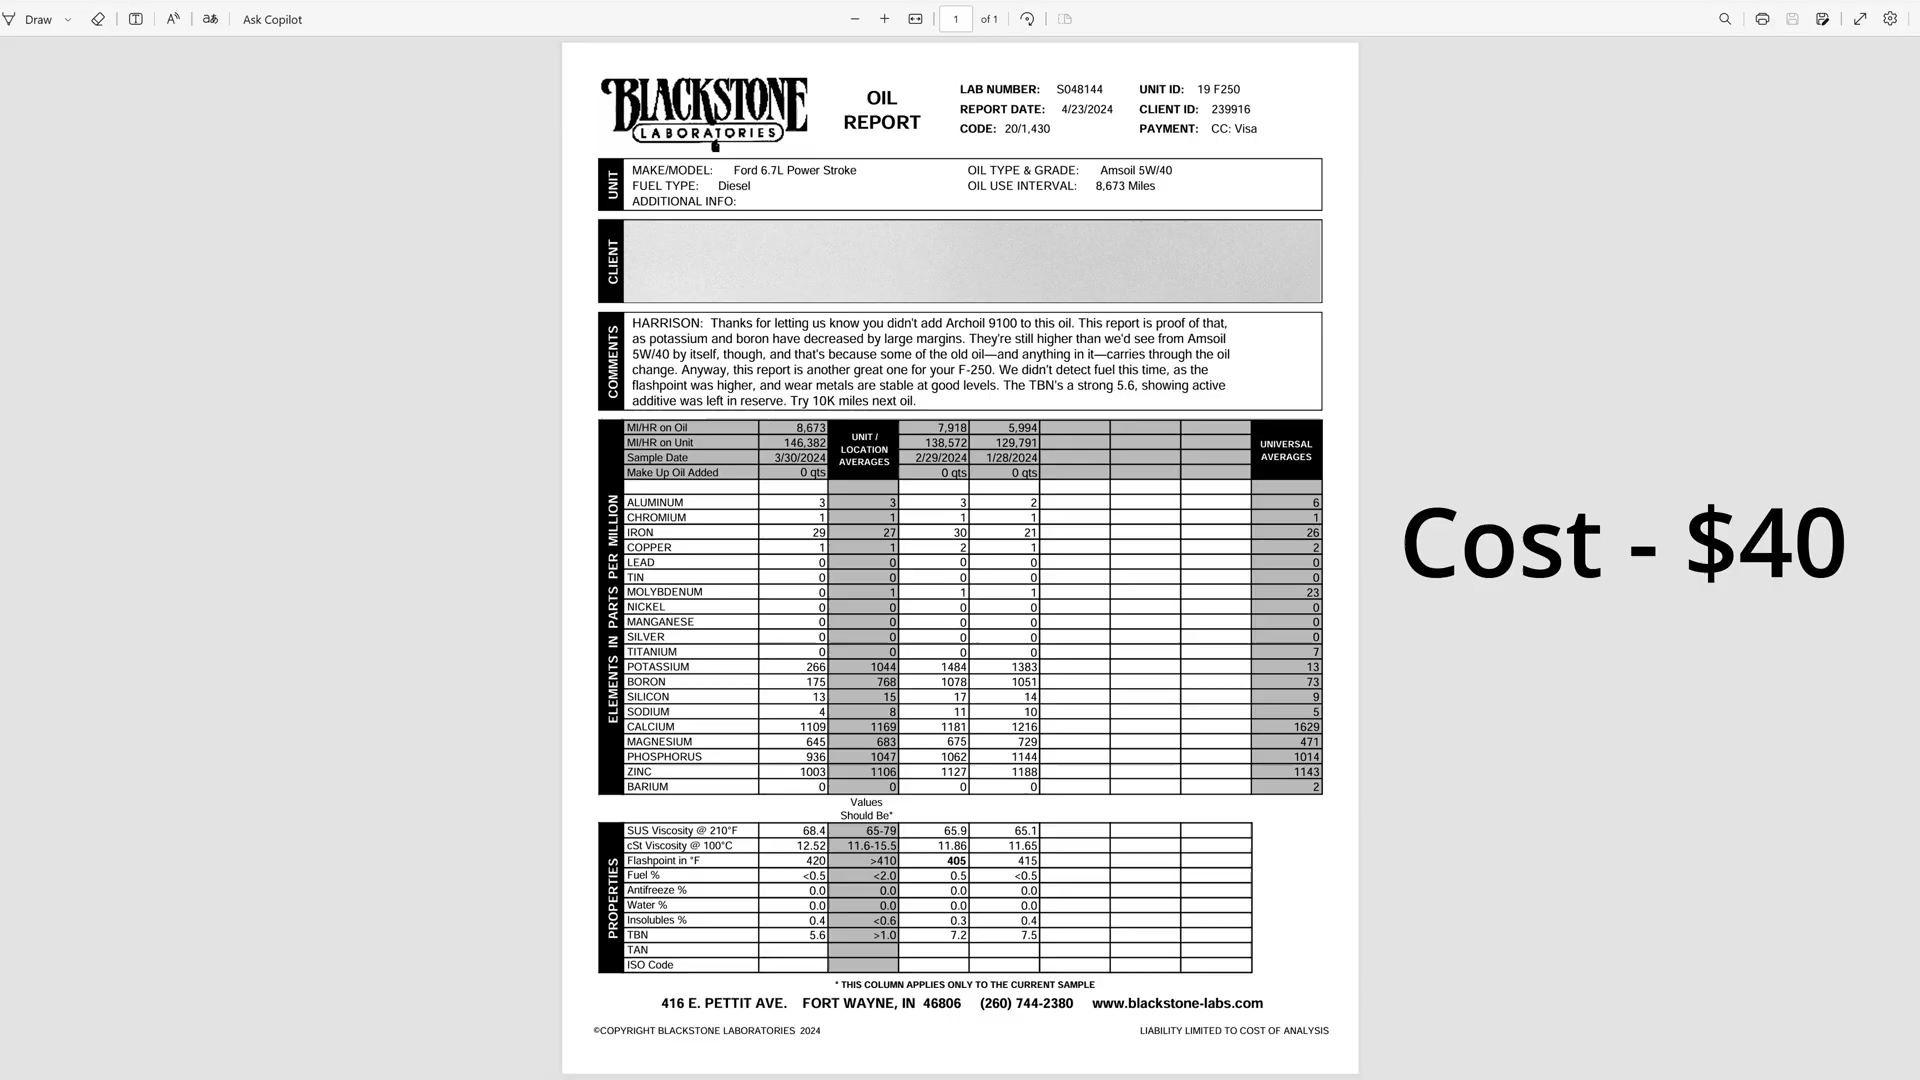 Draw
aあ
Ask Copilot
1
of 1
BLACKSTONE
LABORATORIES
OIL
REPORT
LAB NUMBER: S048144
REPORT DATE: 4/23/2024
CODE: 20/1,430
UNIT ID: 19 F250
CLIENT ID: 239916
PAYMENT: CC: Visa
UNIT
MAKE/MODEL: Ford 6.7L Power Stroke
FUEL TYPE: Diesel
ADDITIONAL INFO:
OIL TYPE & GRADE: Amsoil 5W/40
OIL USE INTERVAL: 8,673 Miles
CLIENT
COMMENTS
HARRISON: Thanks for letting us know you didn't add Archoil 9100 to this oil. This report is proof of that,
as potassium and boron have decreased by large margins. They're still higher than we'd see from Amsoil
5W/40 by itself, though, and that's because some of the old oil—and anything in it—carries through the oil
change. Anyway, this report is another great one for your F-250. We didn't detect fuel this time, as the
flashpoint was higher, and wear metals are stable at good levels. The TBN's a strong 5.6, showing active
additive was left in reserve. Try 10K miles next oil.
MI/HR on Oil 8,673 7,918 5,994
MI/HR on Unit 146,382 138,572 129,791
Sample Date 3/30/2024 2/29/2024 1/28/2024
Make Up Oil Added 0 qts 0 qts 0 qts
UNIT /
LOCATION
AVERAGES
UNIVERSAL
AVERAGES
ELEMENTS IN PARTS PER MILLION
ALUMINUM 3 3 3 2 6
CHROMIUM 1 1 1 1 1
IRON 29 27 30 21 26
COPPER 1 1 2 1 2
LEAD 0 0 0 0 0
TIN 0 0 0 0 0
MOLYBDENUM 0 1 1 1 23
NICKEL 0 0 0 0 0
MANGANESE 0 0 0 0 0
SILVER 0 0 0 0 0
TITANIUM 0 0 0 0 7
POTASSIUM 266 1044 1484 1383 13
BORON 175 768 1078 1051 73
SILICON 13 15 17 14 9
SODIUM 4 8 11 10 5
CALCIUM 1109 1169 1181 1216 1629
MAGNESIUM 645 683 675 729 471
PHOSPHORUS 936 1047 1062 1144 1014
ZINC 1003 1106 1127 1188 1143
BARIUM 0 0 0 0 2
Values
Should Be*
PROPERTIES
SUS Viscosity @ 210°F 68.4 65-79 65.9 65.1
cSt Viscosity @ 100°C 12.52 11.6-15.5 11.86 11.65
Flashpoint in °F 420 >410 405 415
Fuel % <0.5 <2.0 0.5 <0.5
Antifreeze % 0.0 0.0 0.0 0.0
Water % 0.0 0.0 0.0 0.0
Insolubles % 0.4 <0.6 0.3 0.4
TBN 5.6 >1.0 7.2 7.5
TAN
ISO Code
* THIS COLUMN APPLIES ONLY TO THE CURRENT SAMPLE
416 E. PETTIT AVE. FORT WAYNE, IN 46806 (260) 744-2380 www.blackstone-labs.com
©COPYRIGHT BLACKSTONE LABORATORIES 2024
LIABILITY LIMITED TO COST OF ANALYSIS
Cost - $40